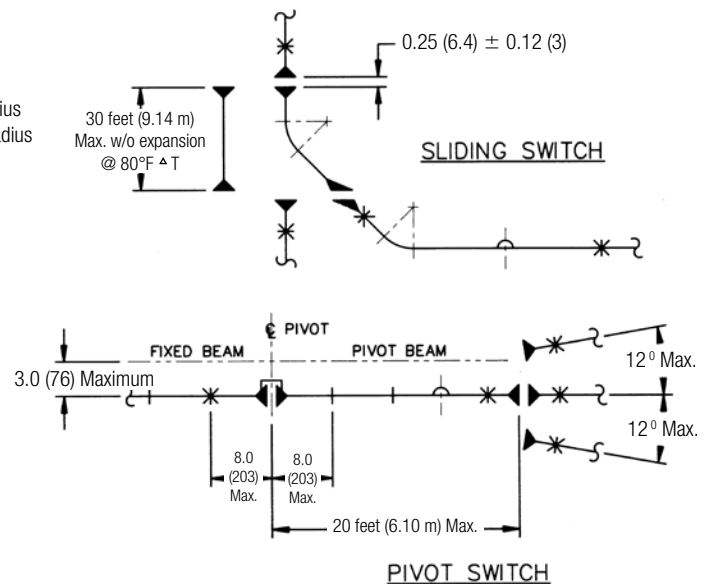 0.25 (6.4) ± 0.12 (3)
ius
dius
30 feet (9.14 m)
Max. w/o expansion
@ 80°F △ T
SLIDING SWITCH
℄ PIVOT
FIXED BEAM
PIVOT BEAM
3.0 (76) Maximum
12⁰ Max.
12⁰ Max.
8.0
(203)
Max.
8.0
(203)
Max.
20 feet (6.10 m) Max.
PIVOT SWITCH